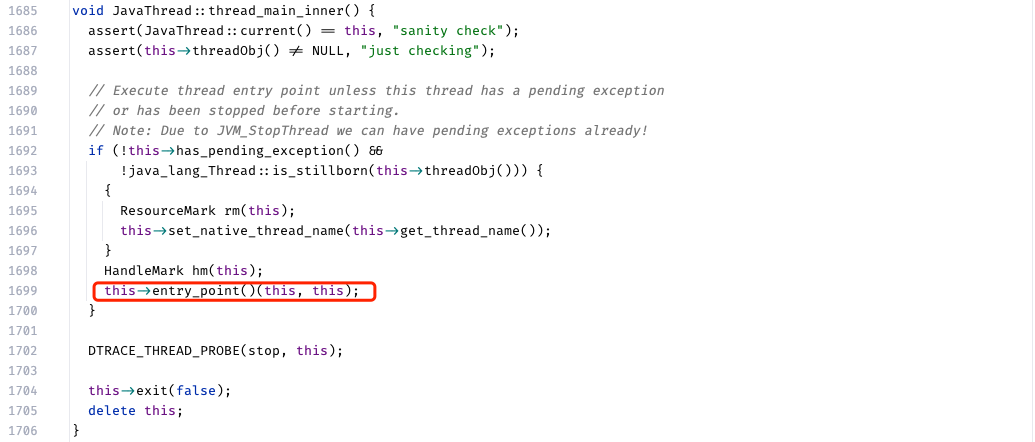 1685 void JavaThread::thread_main_inner() {
1686   assert(JavaThread::current() == this, "sanity check");
1687   assert(this->threadObj() != NULL, "just checking");
1688
1689   // Execute thread entry point unless this thread has a pending exception
1690   // or has been stopped before starting.
1691   // Note: Due to JVM_StopThread we can have pending exceptions already!
1692   if (!this->has_pending_exception() &&
1693       !java_lang_Thread::is_stillborn(this->threadObj())) {
1694     {
1695       ResourceMark rm(this);
1696       this->set_native_thread_name(this->get_thread_name());
1697     }
1698     HandleMark hm(this);
1699     this->entry_point()(this, this);
1700   }
1701
1702   DTRACE_THREAD_PROBE(stop, this);
1703
1704   this->exit(false);
1705   delete this;
1706 }